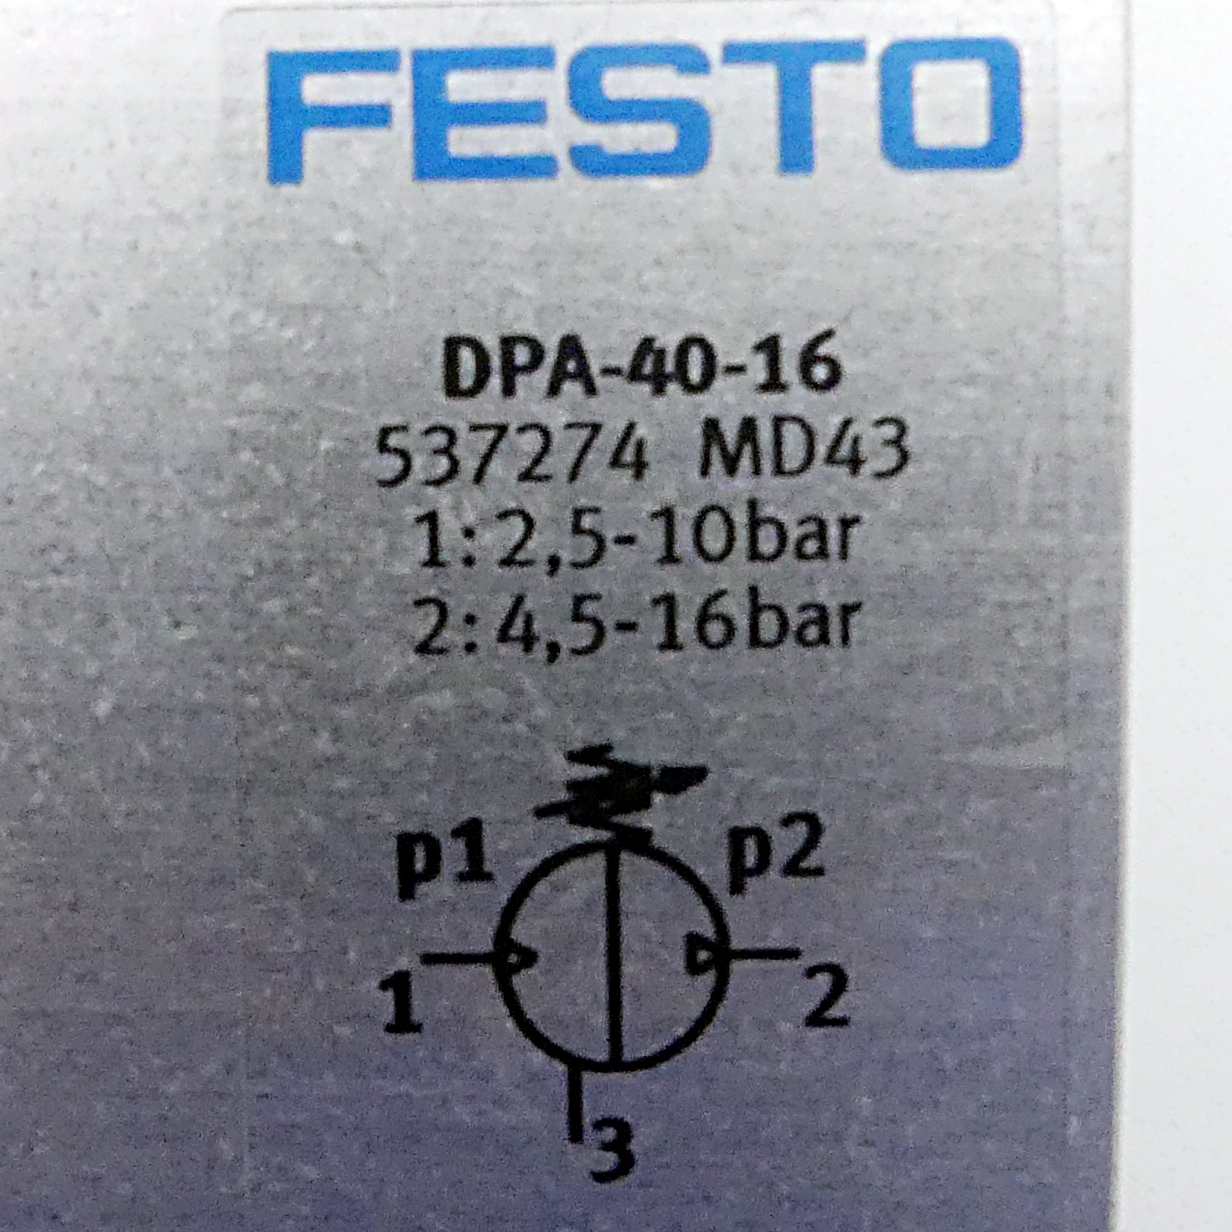 FESTO
DPA-40-16
537274 MD43
1:2,5-10bar
2:4,5-16bar
p1 p2
1 2
3